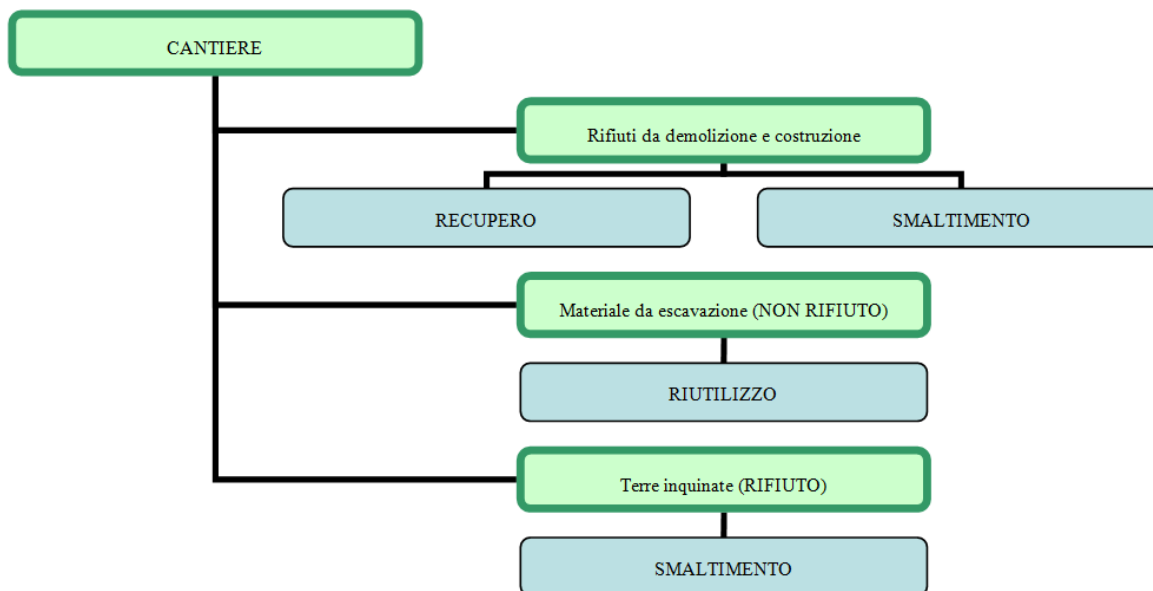 CANTIERE
Rifiuti da demolizione e costruzione
RECUPERO
SMALTIMENTO
Materiale da escavazione (NON RIFIUTO)
RIUTILIZZO
Terre inquinate (RIFIUTO)
SMALTIMENTO